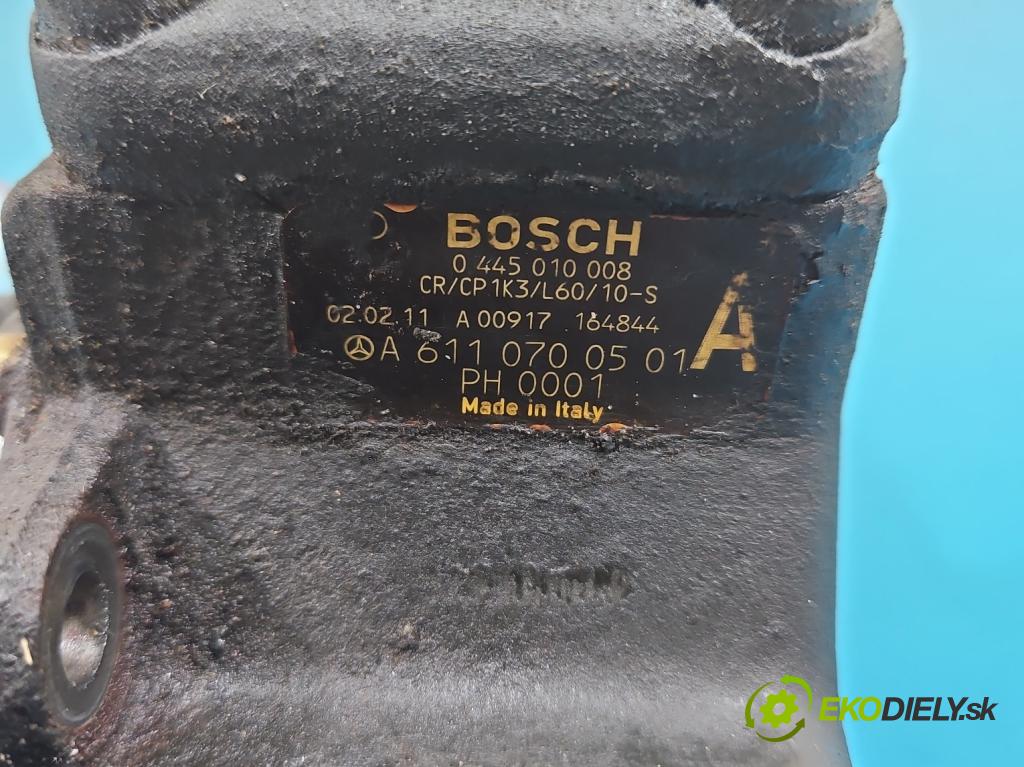 BOSCH
0 445 010 008
CR/CP1K3/L60/10-S
02.02.11 A 00917 164844
A 611 070 05 01 A
PH 0001
Made in Italy
EKODIELY.sk